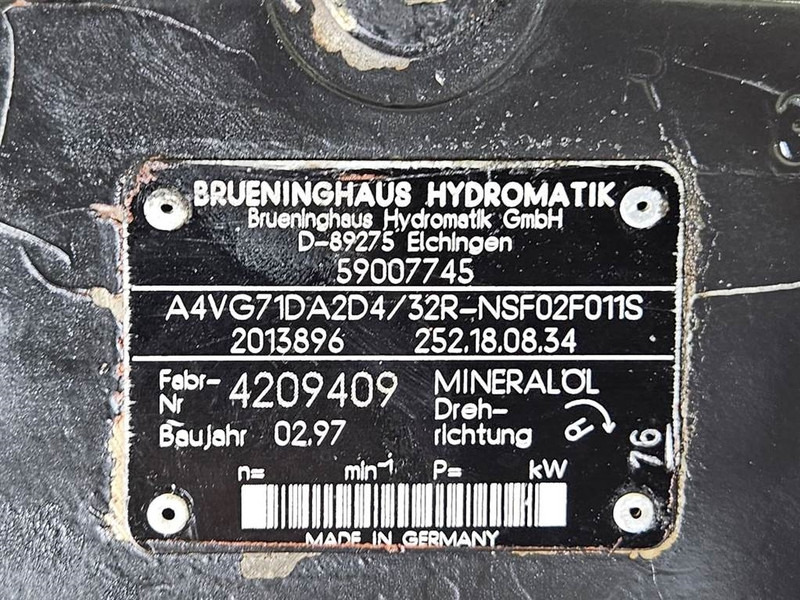 BRUENINGHAUS HYDROMATIK
Brueninghaus Hydromatik GmbH
D-89275 Elchingen
59007745
A4VG71DA2D4/32R-NSF02F011S
2013896 252.18.08.34
Fabr-Nr 4209409 MINERALÖL
Baujahr 02.97 Dreh-richtung
16
n= min-1 P= kW
MADE IN GERMANY